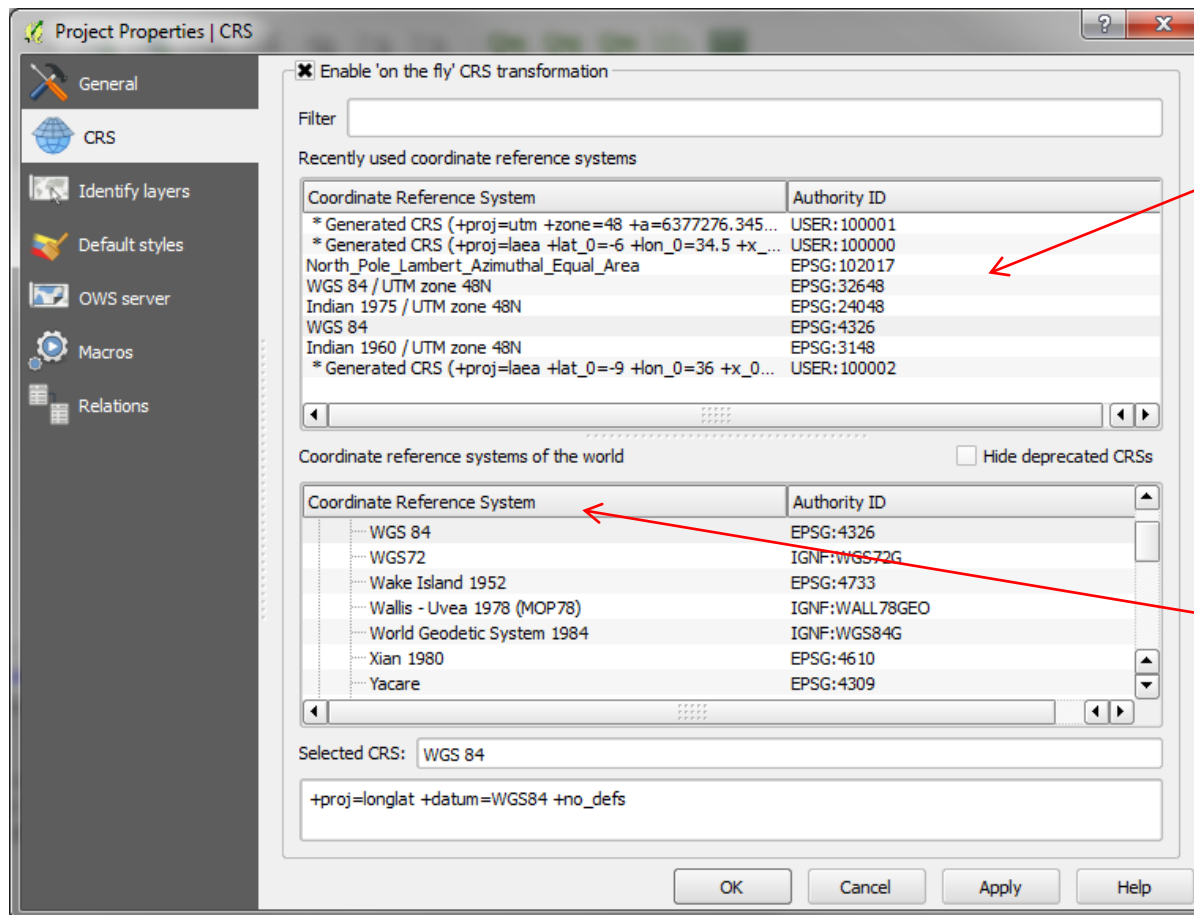 Project Properties | CRS
General
CRS
Identify layers
Default styles
OWS server
Macros
Relations
Enable 'on the fly' CRS transformation
Filter
Recently used coordinate reference systems
Coordinate Reference System Authority ID
* Generated CRS (+proj=utm +zone=48 +a=6377276.345... USER:100001
* Generated CRS (+proj=laea +lat_0=-6 +lon_0=34.5 +x_... USER:100000
North_Pole_Lambert_Azimuthal_Equal_Area EPSG:102017
WGS 84 / UTM zone 48N EPSG:32648
Indian 1975 / UTM zone 48N EPSG:24048
WGS 84 EPSG:4326
Indian 1960 / UTM zone 48N EPSG:3148
* Generated CRS (+proj=laea +lat_0=-9 +lon_0=36 +x_0... USER:100002
Coordinate reference systems of the world
Hide deprecated CRSs
Coordinate Reference System Authority ID
WGS 84 EPSG:4326
WGS72 IGNF:WGS72G
Wake Island 1952 EPSG:4733
Wallis - Uvea 1978 (MOP78) IGNF:WALL78GEO
World Geodetic System 1984 IGNF:WGS84G
Xian 1980 EPSG:4610
Yacare EPSG:4309
Selected CRS: WGS 84
+proj=longlat +datum=WGS84 +no_defs
OK Cancel Apply Help